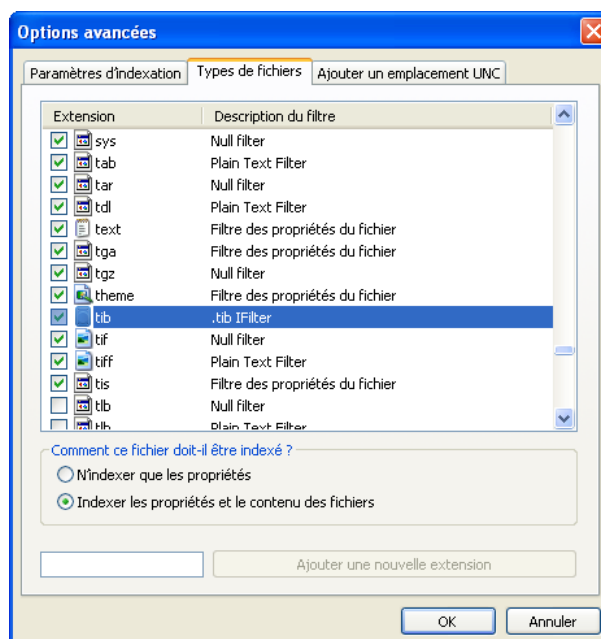 Options avancées
Paramètres d'indexation Types de fichiers Ajouter un emplacement UNC
Extension Description du filtre
sys Null filter
tab Plain Text Filter
tar Null filter
tdl Plain Text Filter
text Filtre des propriétés du fichier
tga Filtre des propriétés du fichier
tgz Null filter
theme Filtre des propriétés du fichier
tib .tib IFilter
tif Null filter
tiff Plain Text Filter
tis Filtre des propriétés du fichier
tlb Null filter
tlh Plain Text Filter
Comment ce fichier doit-il être indexé ?
N'indexer que les propriétés
Indexer les propriétés et le contenu des fichiers
Ajouter une nouvelle extension
OK Annuler